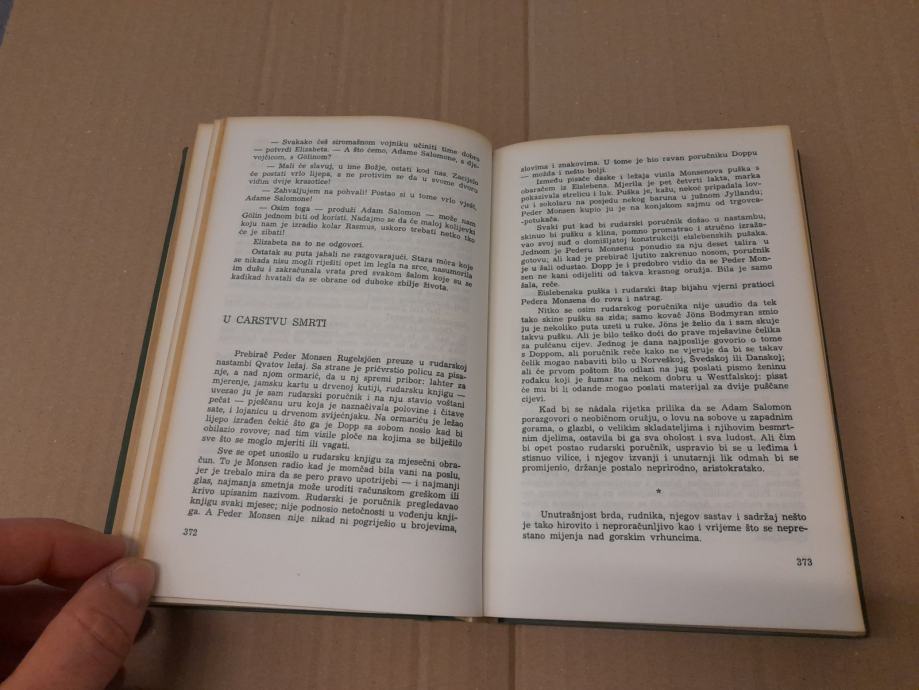 — Svakako ćeš siromašnom vojniku učiniti time dobro
— potvrdi Elizabeta. — A što ćemo, Adame Salomone, s dje-
vojčicom, s Gölinom?
— Mali će slavuj, u ime Božje, ostati kod nas. Zacijelo
će postati vrlo lijepa, a ne protivim se da u svome dvoru
viđim dvije krasotice!
— Zahvaljujem na pohvali! Postao si u tome vrlo vješt,
Adame Salomone!
— Osim toga — produži Adam Salomon — može nam
Gölin jednom biti od koristi. Nadajmo se da će maloj kolijevki
koju nam je izradio kolar Rasmus, uskoro trebati netko tko
će je zibati!
Elizabeta na to ne odgovori.
Ostatak su puta jahali ne razgovarajući. Stara mòra koje
se nikada nisu mogli riješiti opet im legla na srce, nasumorila
im dušu i zakračunala vrata pred svakom šalom koje su se
kadikad hvatali da se obrane od duboke zbilje života.
U CARSTVU SMRTI
Prebirač Peder Monsen Rugelsjöen preuze u rudarskoj
nastambi Qvatov ležaj. Sa strane je pričvrstio policu za pisa-
nje, a nad njom ormarić, da u nj spremi pribor: lahter za
mjerenje, jamsku kartu u drvenoj kutiji, rudarsku knjigu —
uvezao ju je sam rudarski poručnik i na nju stavio voštani
pečat — pješčanu uru koja je naznačivala polovine i čitave
sate, i lojanicu u drvenom svijećnjaku. Na ormariću je ležao
lijepo izrađen čekić što ga je Dopp sa sobom nosio kad bi
obilazio rovove; nad tim visile ploče na kojima se bilježilo
sve što se moglo mjeriti ili vagati.
Sve se opet unosilo u rudarsku knjigu za mjesečni obra-
čun. To je Monsen radio kad je momčad bila vani na poslu,
jer je trebalo mira da se pero pravo upotrijebi — i najmanji
glas, najmanja smetnja može uroditi računskom greškom ili
krivo upisanim nazivom. Rudarski je poručnik pregledavao
knjigu svaki mjesec; nije podnosio netočnosti u vođenju knji-
ga. A Peder Monsen nije nikad ni pogriješio u brojevima,
372
slovima i znakovima. U tome je bio ravan poručniku Doppu
— možda i nešto bolji.
Između pisaće daske i ležaja visila Monsenova puška s
obaračem iz Eislebena. Mjerila je pet četvrti lakta, marka
pokazivala strelicu i luk. Puška je, kažu, nekoć pripadala lov-
cu i sokolaru na posjedu nekog baruna u južnom Jyllandu;
Peder Monsen kupio ju je na konjskom sajmu od trgovca-
-potukača.
Svaki put kad bi rudarski poručnik došao u nastambu,
skinuo bi pušku s klina, pomno promatrao i stručno izraža-
vao svoj suđ o domišljatoj konstrukciji eislebenskih pušaka.
Jednom je Pederu Monsenu ponudio za nju deset talira u
gotovu; ali kad je prebirač ljutito zakrenuo nosom, poručnik
je u šali odustao. Dopp je i predobro vidio da se Peder Mon-
sen ne kani odijeliti od takva krasnog oružja. Bila je samo
šala, reče.
Eislebenska puška i rudarski štap bijahu vjerni pratioci
Pedera Monsena do rova i natrag.
Nitko se osim rudarskog poručnika nije usudio da tek
tako skine pušku sa zida; samo kovač Jöns Bodmyran smio
ju je nekoliko puta uzeti u ruke. Jöns je želio da i sam skuje
takvu pušku. Ali je bilo teško doći do prave mješavine čelika
za puščanu cijev. Jednog je dana najposlije govorio o tome
s Doppom, ali poručnik reče kako ne vjeruje da bi se takav
čelik mogao nabaviti bilo u Norveškoj, Švedskoj ili Danskoj;
ali će prvom poštom što odlazi na jug poslati pismo ženinu
rođaku koji je šumar na nekom dobru u Westfalskoj: pisat
će mu bi li odande mogao poslati materijal za dvije puščane
cijevi.
Kad bi se nádala rijetka prilika da se Adam Salomon
porazgovori o neobičnom oružju, o lovu na sobove u zapadnim
gorama, o glazbi, o velikim skladateljima i njihovim besmrt-
nim djelima, ostavila bi ga sva oholost i sva ludost. Ali čim
bi opet postao rudarski poručnik, uspravio bi se u leđima i
stisnuo vilice, i njegov izvanji i unutarnji lik odmah bi se
promijenio, držanje postalo neprirodno, aristokratsko.
*
Unutrašnjost brda, rudnika, njegov sastav i sadržaj nešto
je tako hirovito i neproračunljivo kao i vrijeme što se nepre-
stano mijenja nad gorskim vrhuncima.
373